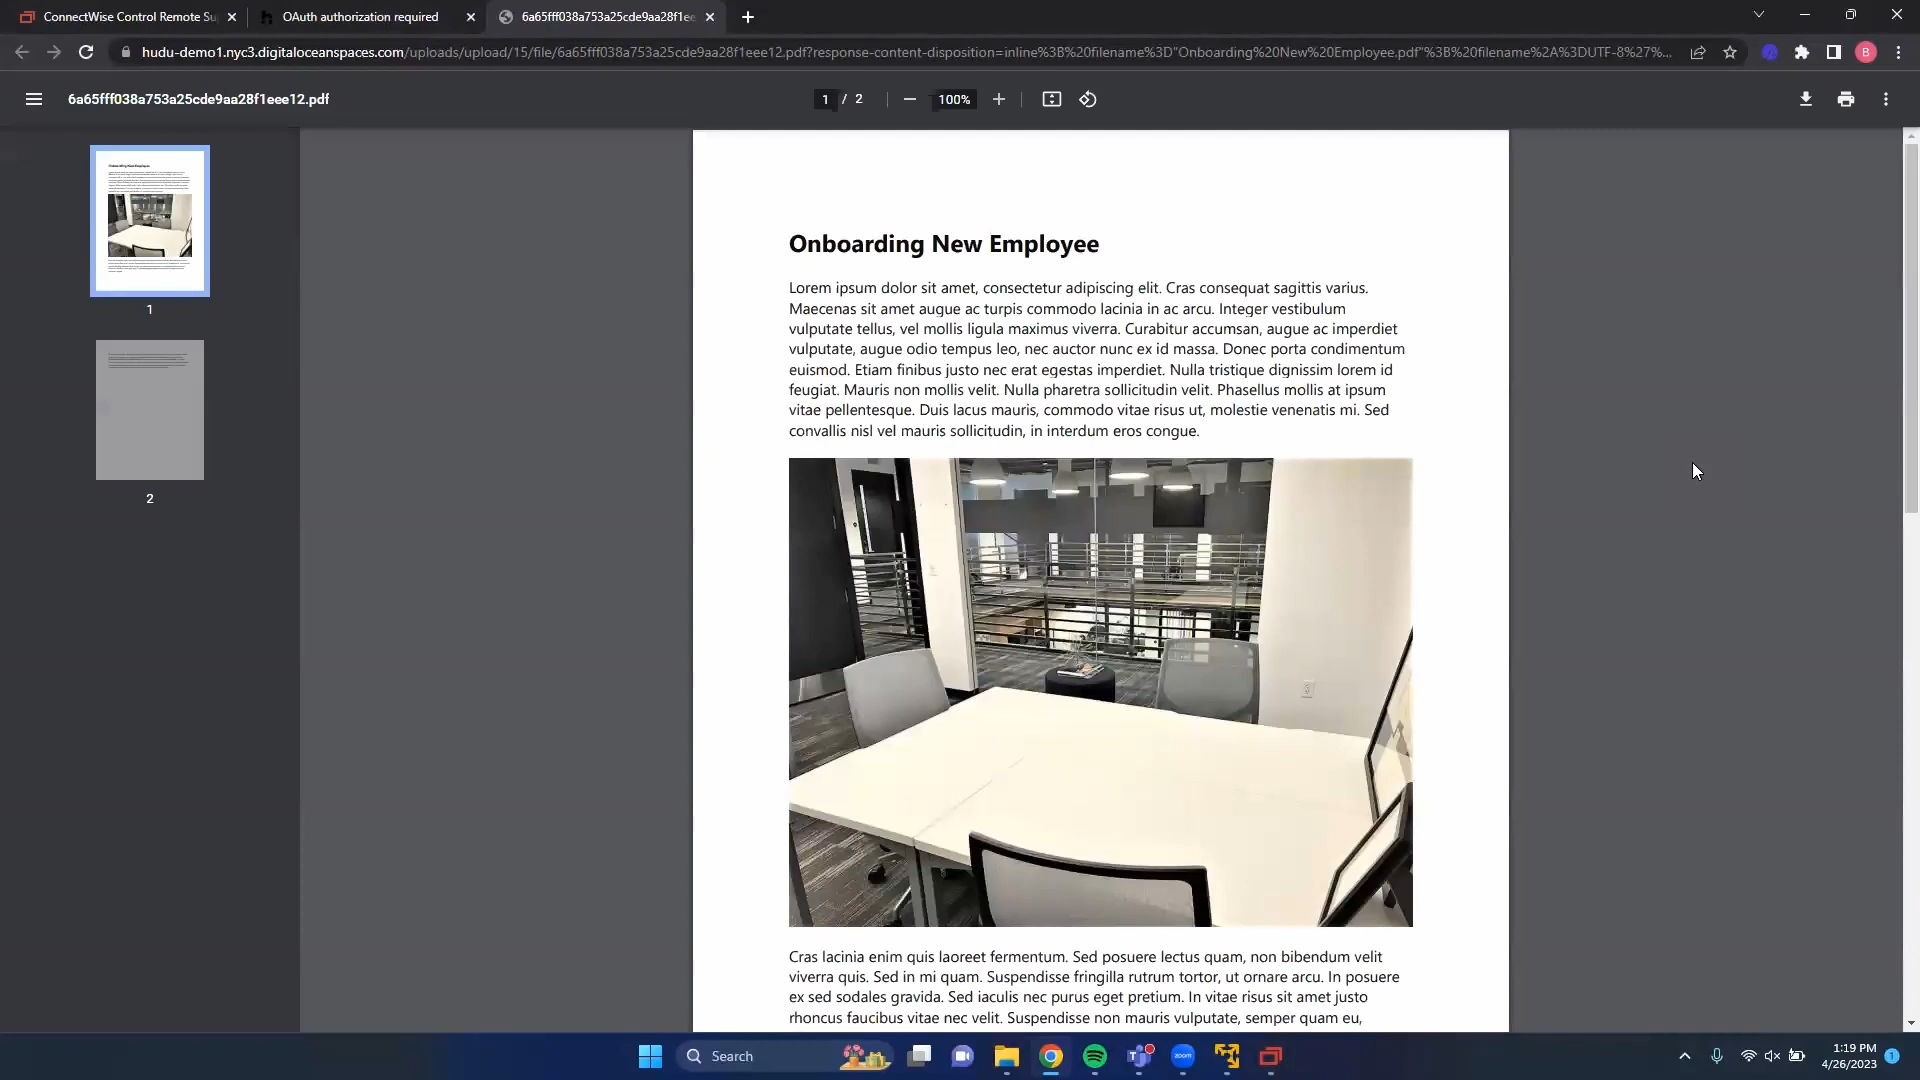 ConnectWise Control Remote Su
OAuth authorization required
6a65fff038a753a25cde9aa28f1ee
hudu-demo1.nyc3.digitaloceanspaces.com/uploads/upload/15/file/6a65fff038a753a25cde9aa28f1eee12.pdf?response-content-disposition=inline%3B%20filename%3D"Onboarding%20New%20Employee.pdf"%3B%20filename%2A%3DUTF-8%27%...
B
6a65fff038a753a25cde9aa28f1eee12.pdf
1 / 2
100%
Onboarding New Employee
1
2
Onboarding New Employee
Lorem ipsum dolor sit amet, consectetur adipiscing elit. Cras consequat sagittis varius.
Maecenas sit amet augue ac turpis commodo lacinia in ac arcu. Integer vestibulum
vulputate tellus, vel mollis ligula maximus viverra. Curabitur accumsan, augue ac imperdiet
vulputate, augue odio tempus leo, nec auctor nunc ex id massa. Donec porta condimentum
euismod. Etiam finibus justo nec erat egestas imperdiet. Nulla tristique dignissim lorem id
feugiat. Mauris non mollis velit. Nulla pharetra sollicitudin velit. Phasellus mollis at ipsum
vitae pellentesque. Duis lacus mauris, commodo vitae risus ut, molestie venenatis mi. Sed
convallis nisl vel mauris sollicitudin, in interdum eros congue.
Cras lacinia enim quis laoreet fermentum. Sed posuere lectus quam, non bibendum velit
viverra quis. Sed in mi quam. Suspendisse fringilla rutrum tortor, ut ornare arcu. In posuere
ex sed sodales gravida. Sed iaculis nec purus eget pretium. In vitae risus sit amet justo
rhoncus faucibus vitae nec velit. Suspendisse non mauris vulputate, semper quam eu,
Search
zoom
1:19 PM
4/26/2023
1